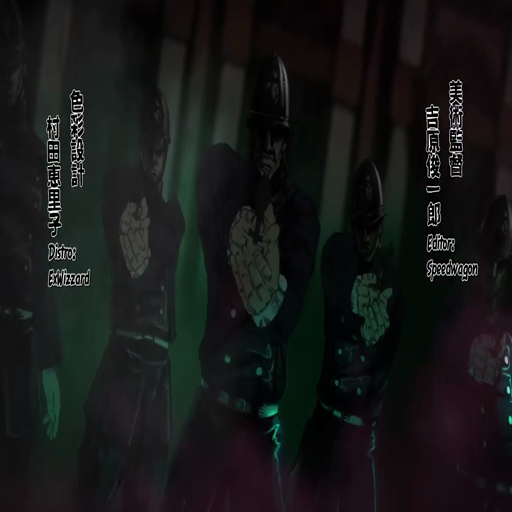 美術監督
吉原俊一郎
Editor:
Speedwagon
色彩設計
村田恵里子
Distro:
ExWizzard